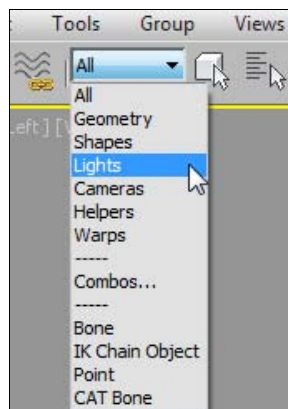 Tools Group Views
All
All
Geometry
Shapes
Lights
Cameras
Helpers
Warps
-----
Combos...
-----
Bone
IK Chain Object
Point
CAT Bone